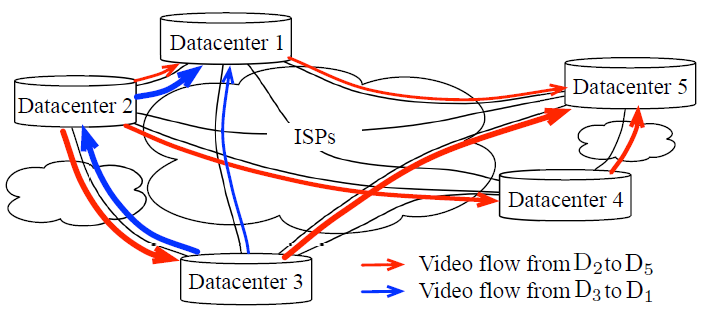 Datacenter 1
Datacenter 5
Datacenter 2
ISPs
Datacenter 4
Datacenter 3
Video flow from D₂ to D₅
Video flow from D₃ to D₁